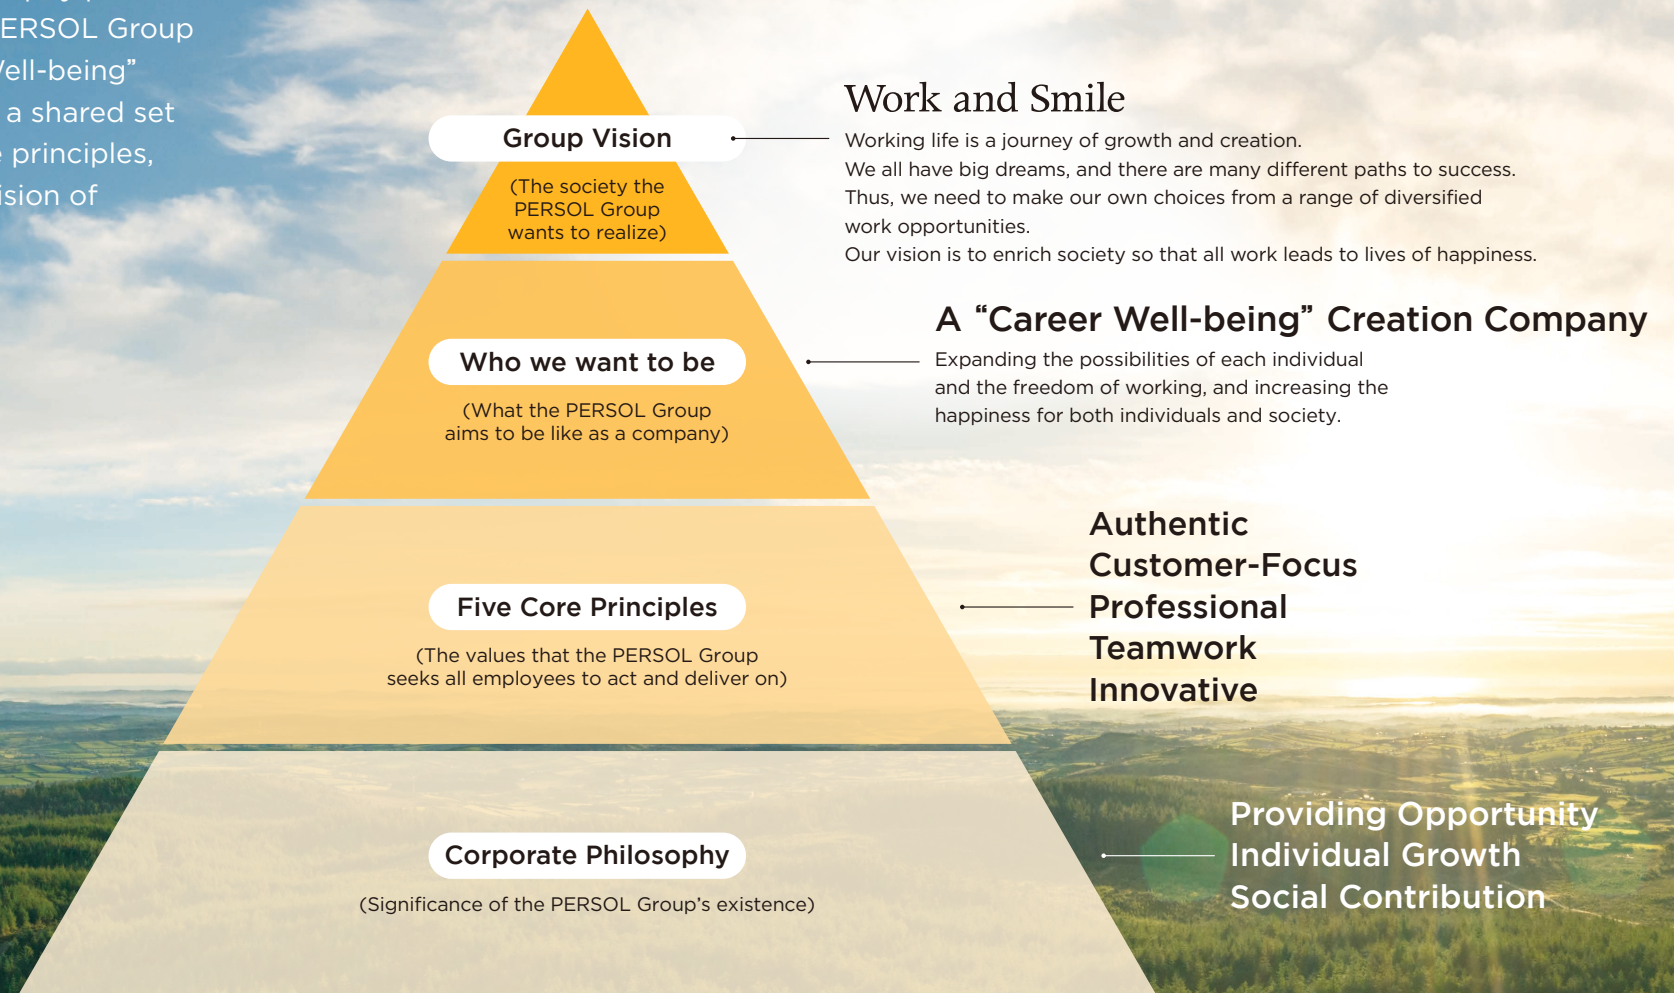 ERSOL Group
ell-being”
a shared set
principles,
ision of
Group Vision
(The society the
PERSOL Group
wants to realize)
Work and Smile
Working life is a journey of growth and creation.
We all have big dreams, and there are many different paths to success.
Thus, we need to make our own choices from a range of diversified
work opportunities.
Our vision is to enrich society so that all work leads to lives of happiness.
Who we want to be
(What the PERSOL Group
aims to be like as a company)
A “Career Well-being” Creation Company
Expanding the possibilities of each individual
and the freedom of working, and increasing the
happiness for both individuals and society.
Five Core Principles
(The values that the PERSOL Group
seeks all employees to act and deliver on)
Authentic
Customer-Focus
Professional
Teamwork
Innovative
Corporate Philosophy
(Significance of the PERSOL Group’s existence)
Providing Opportunity
Individual Growth
Social Contribution